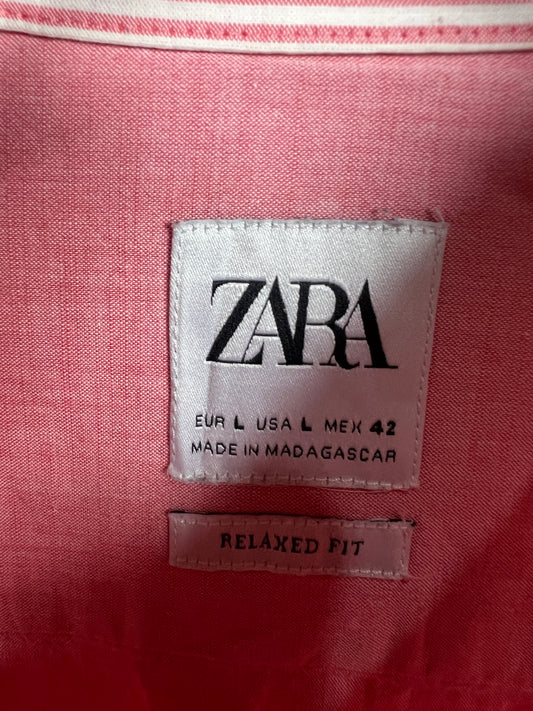 ZARA
EUR L USA L MEX 42
MADE IN MADAGASCAR
RELAXED FIT